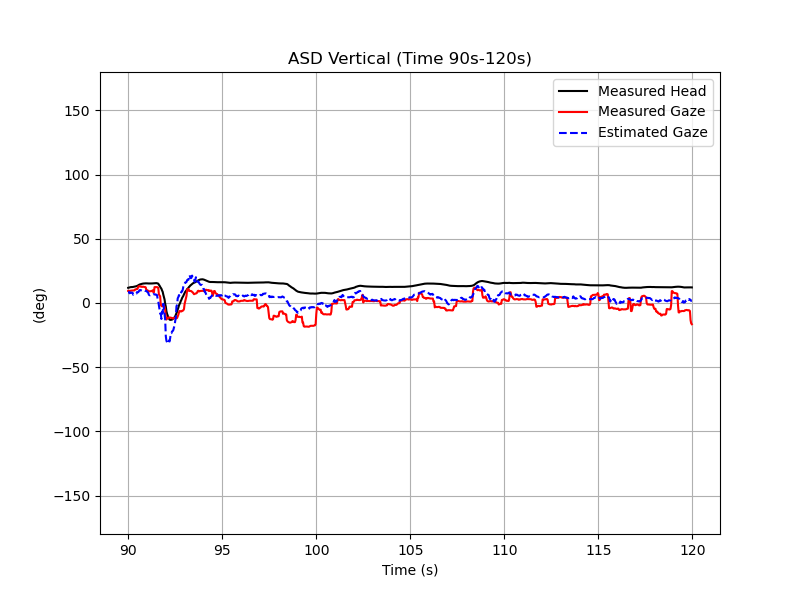 ASD Vertical (Time 90s-120s)
Measured Head
Measured Gaze
Estimated Gaze
150
100
50
0
−50
−100
−150
(deg)
90
95
100
105
110
115
120
Time (s)